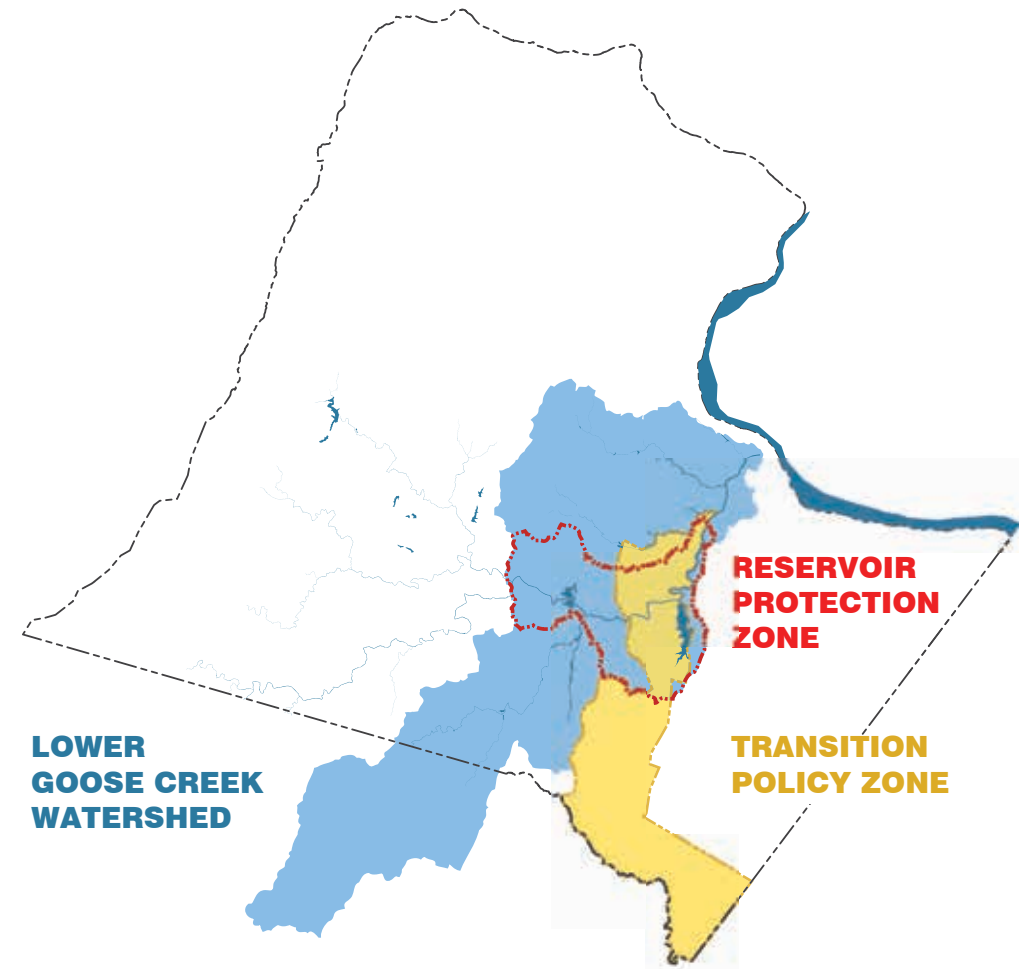 RESERVOIR
PROTECTION
ZONE
LOWER
GOOSE CREEK
WATERSHED
TRANSITION
POLICY ZONE